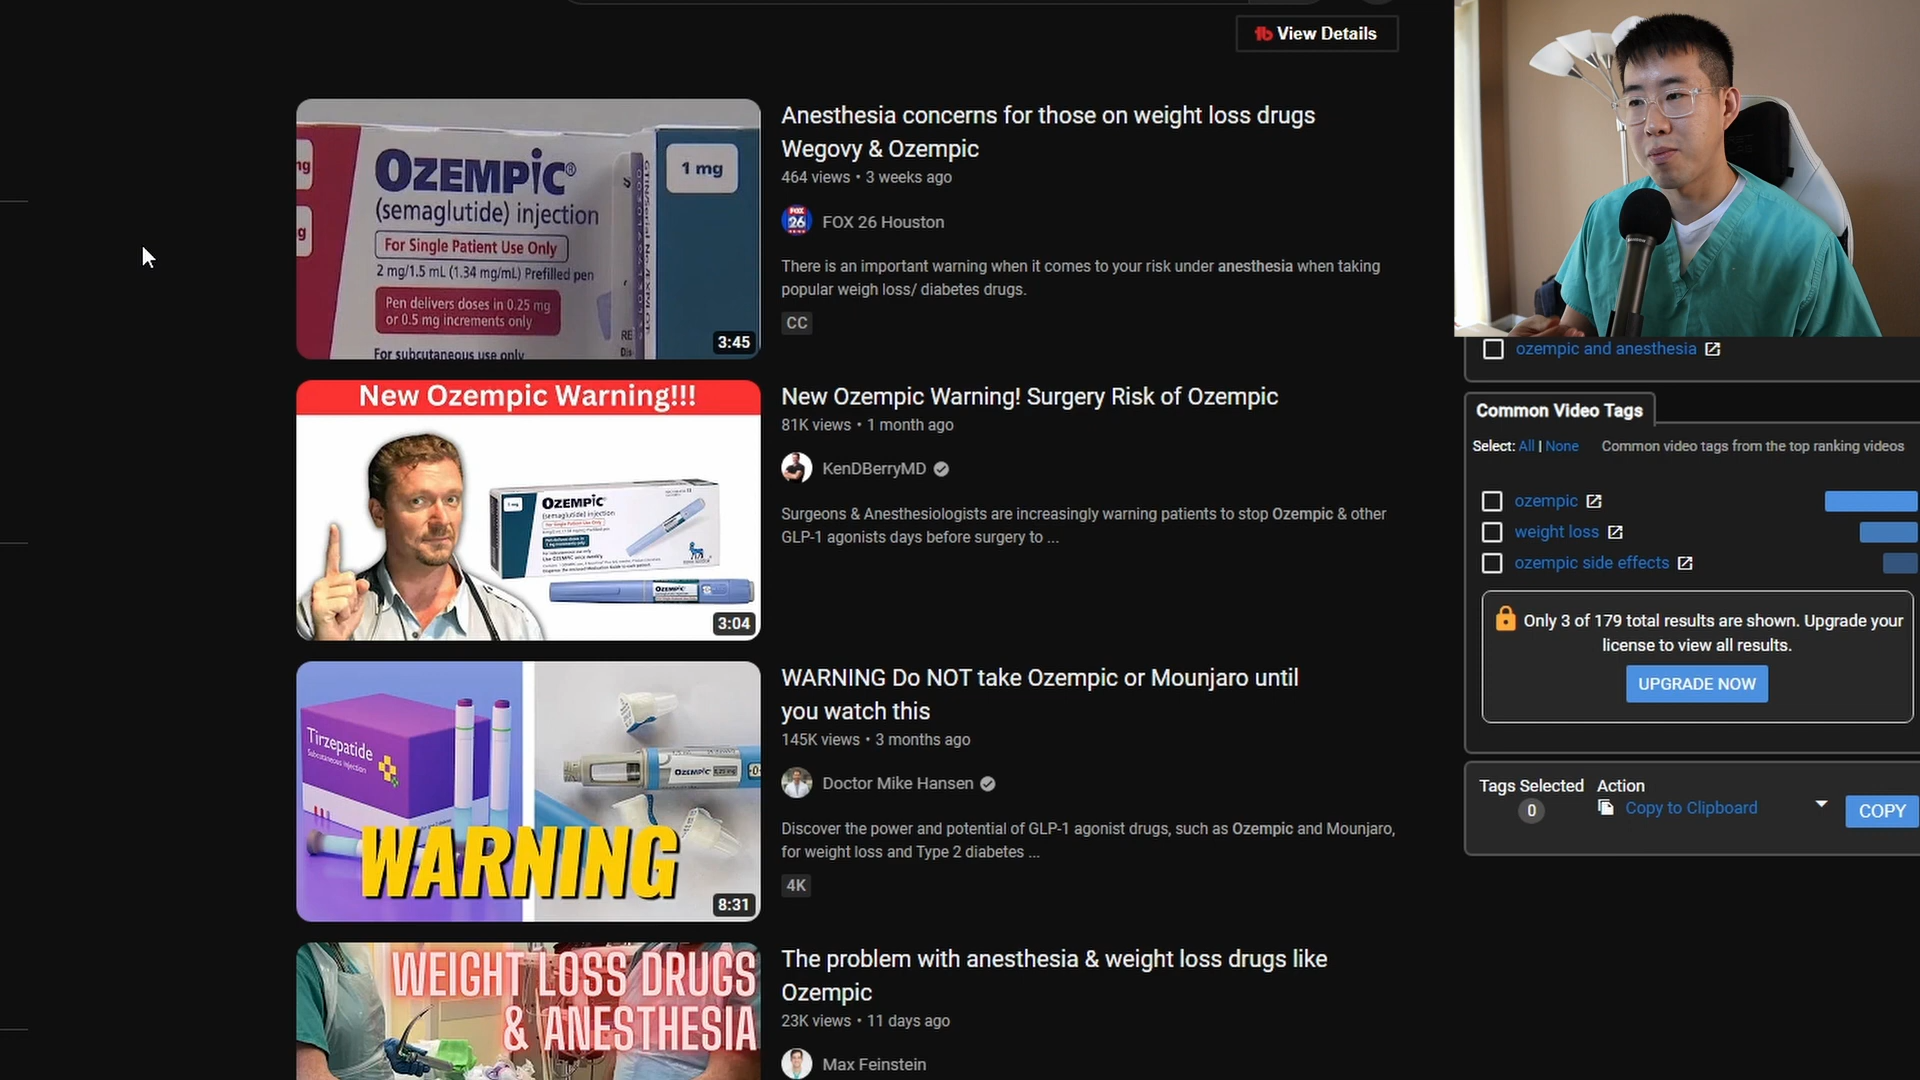 View Details
Anesthesia concerns for those on weight loss drugs
Wegovy & Ozempic
464 views • 3 weeks ago
FOX 26 Houston
There is an important warning when it comes to your risk under anesthesia when taking
popular weigh loss/ diabetes drugs.
CC
OZEMPIC®
(semaglutide) injection
For Single Patient Use Only
2 mg/1.5 mL (1.34 mg/mL) Prefilled pen
Pen delivers doses in 0.25 mg
or 0.5 mg increments only
For subcutaneous use only
1 mg
3:45
New Ozempic Warning!!!
OZEMPIC®
(semaglutide) injection
OZEMPIC
3:04
New Ozempic Warning! Surgery Risk of Ozempic
81K views • 1 month ago
KenDBerryMD
Surgeons & Anesthesiologists are increasingly warning patients to stop Ozempic & other
GLP-1 agonists days before surgery to ...
Tirzepatide
Subcutaneous Injection
OZEMPIC
WARNING
8:31
WARNING Do NOT take Ozempic or Mounjaro until
you watch this
145K views • 3 months ago
Doctor Mike Hansen
Discover the power and potential of GLP-1 agonist drugs, such as Ozempic and Mounjaro,
for weight loss and Type 2 diabetes ...
4K
WEIGHT LOSS DRUGS
& ANESTHESIA
The problem with anesthesia & weight loss drugs like
Ozempic
23K views • 11 days ago
Max Feinstein
ozempic and anesthesia
Common Video Tags
Select: All | None Common video tags from the top ranking videos
ozempic
weight loss
ozempic side effects
Only 3 of 179 total results are shown. Upgrade your
license to view all results.
UPGRADE NOW
Tags Selected Action
0 Copy to Clipboard COPY